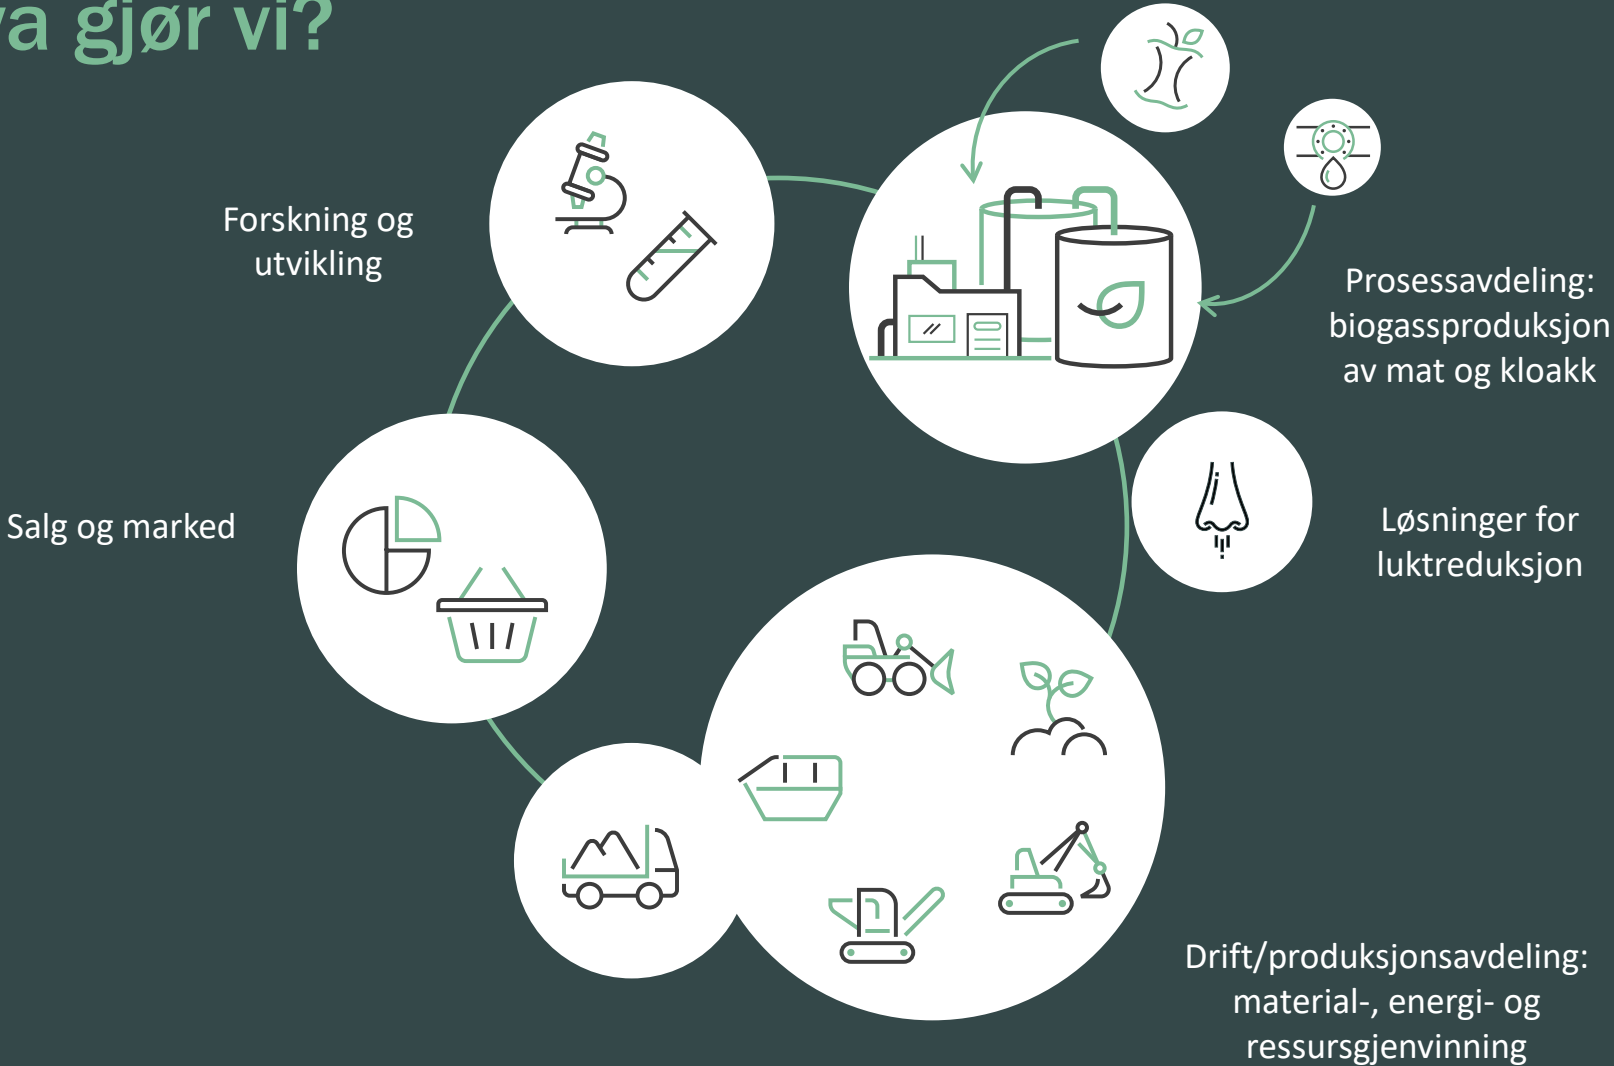 va gjør vi?
Forskning og
utvikling
Prosessavdeling:
biogassproduksjon
av mat og kloakk
Salg og marked
Løsninger for
luktreduksjon
Drift/produksjonsavdeling:
material-, energi- og
ressursgjenvinning